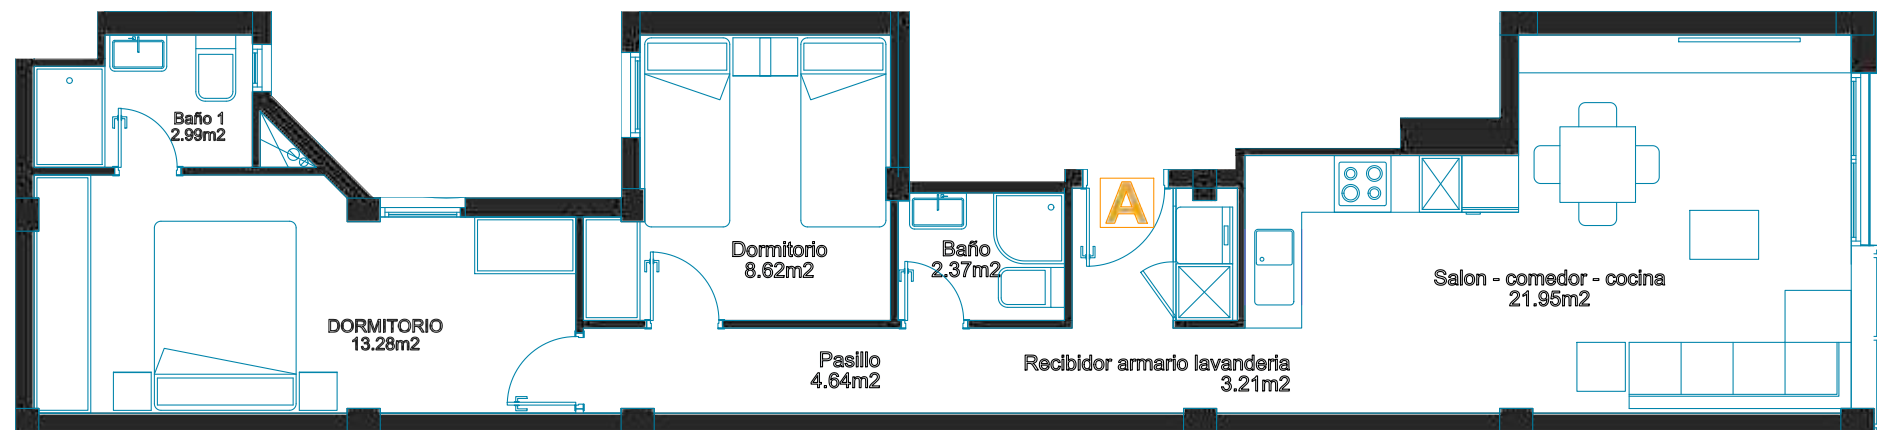 Baño 1
2.99m2
DORMITORIO
13.28m2
Dormitorio
8.62m2
Baño
2.37m2
A
Pasillo
4.64m2
Recibidor armario lavanderia
3.21m2
Salon - comedor - cocina
21.95m2